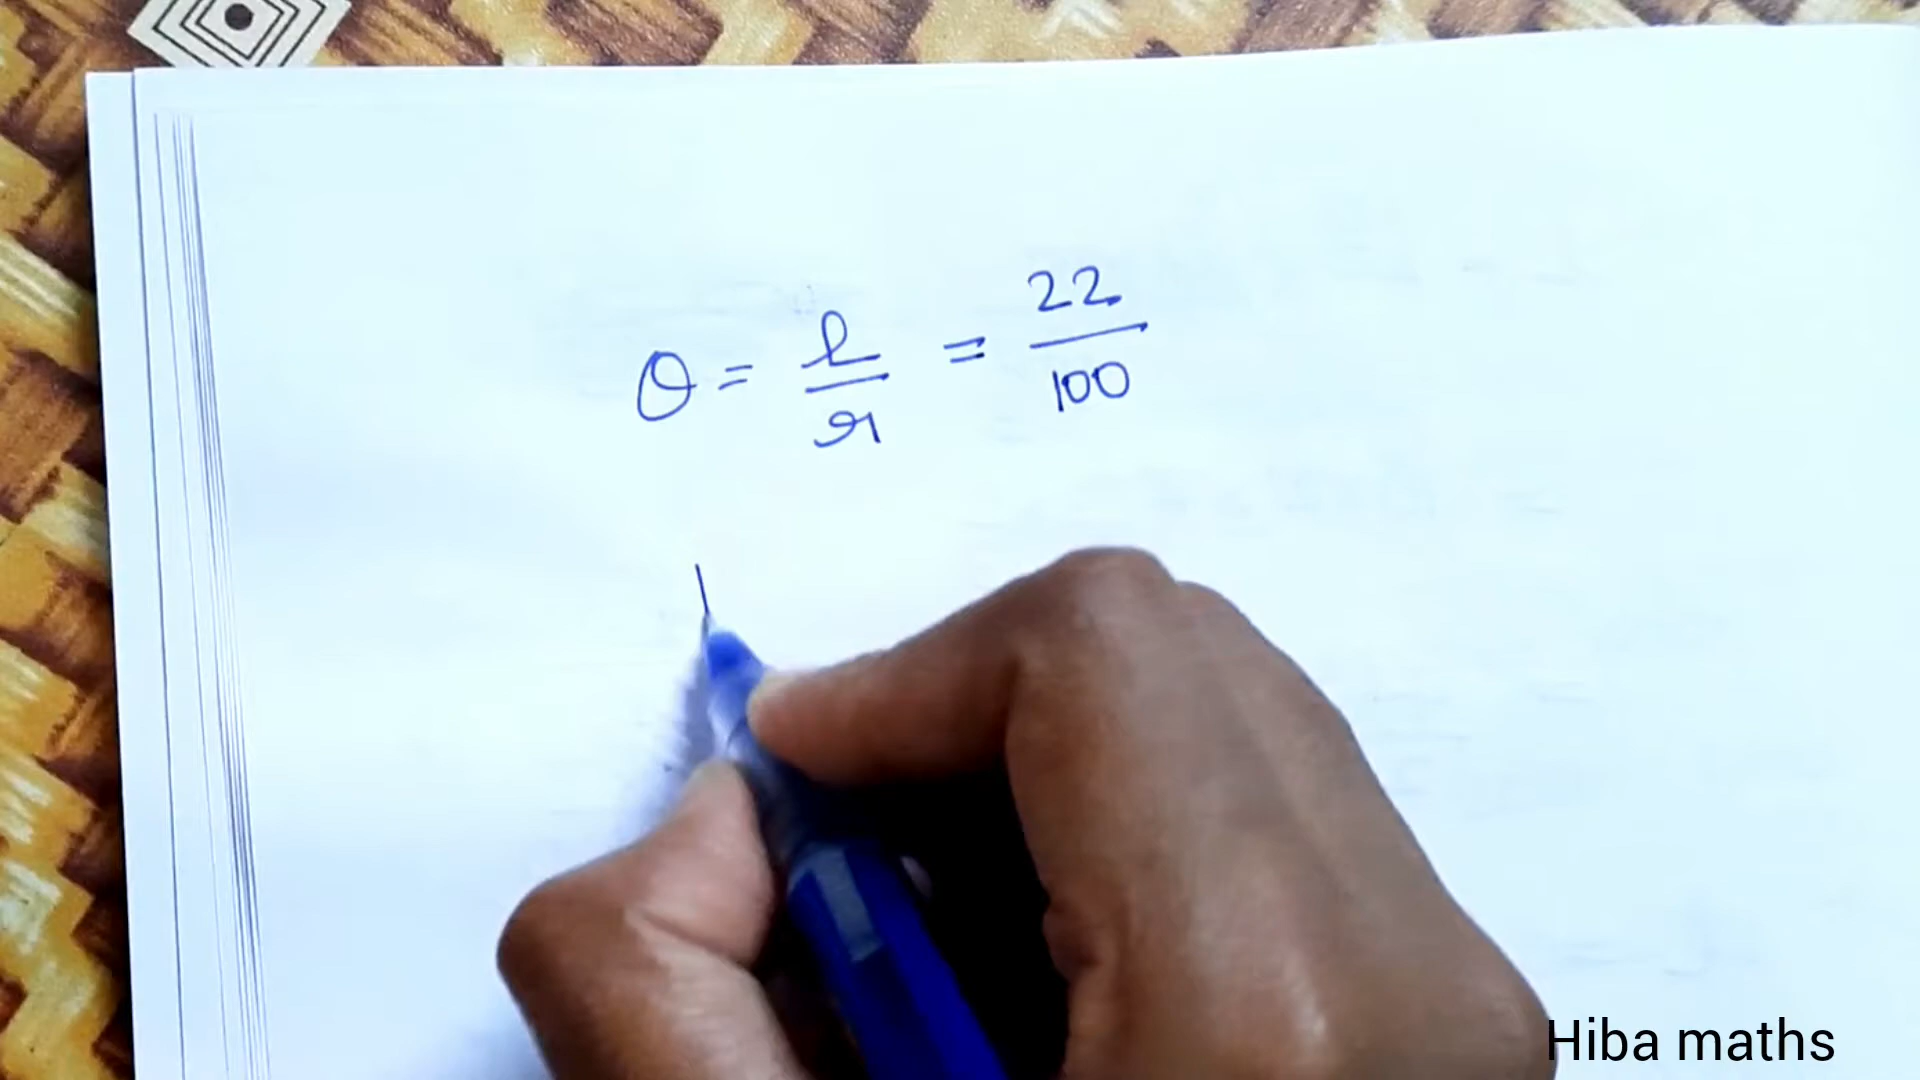 θ = l/r = 22/100
Hiba maths